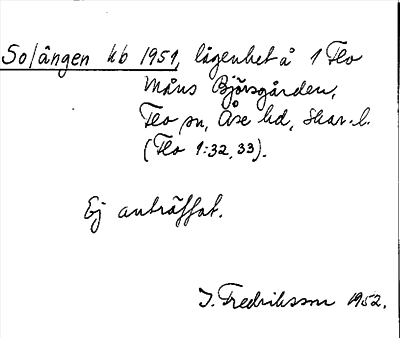 Solängen kb 1951, lägenhet å 1 Flo
Måns Björsgården,
Flo sn, Åse hd, Skar. l.
(Flo 1:32, 33).
Ej anträffat.
I. Fredriksson 1952.